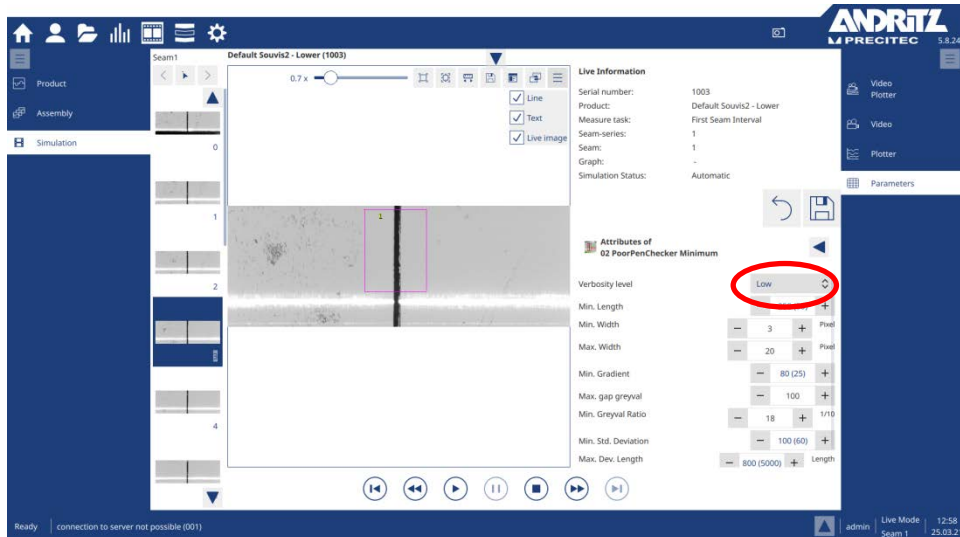 ANDRITZ
PRECITEC
5.8.24
Seam1
Default Souvis2 - Lower (1003)
Product
Assembly
Simulation
0
1
2
4
0.7 x
Line
Text
Live image
1
Live Information
Serial number: 1003
Product: Default Souvis2 - Lower
Measure task: First Seam Interval
Seam-series: 1
Seam: 1
Graph: -
Simulation Status: Automatic
Attributes of
02 PoorPenChecker Minimum
Verbosity level Low
Min. Length +
Min. Width − 3 + Pixel
Max. Width − 20 + Pixel
Min. Gradient − 80 (25) +
Max. gap greyval − 100 +
Min. Greyval Ratio − 18 + 1/10
Min. Std. Deviation − 100 (60) +
Max. Dev. Length − 800 (5000) + Length
Video
Plotter
Video
Plotter
Parameters
Ready connection to server not possible (001)
admin
Live Mode
Seam 1
12:58